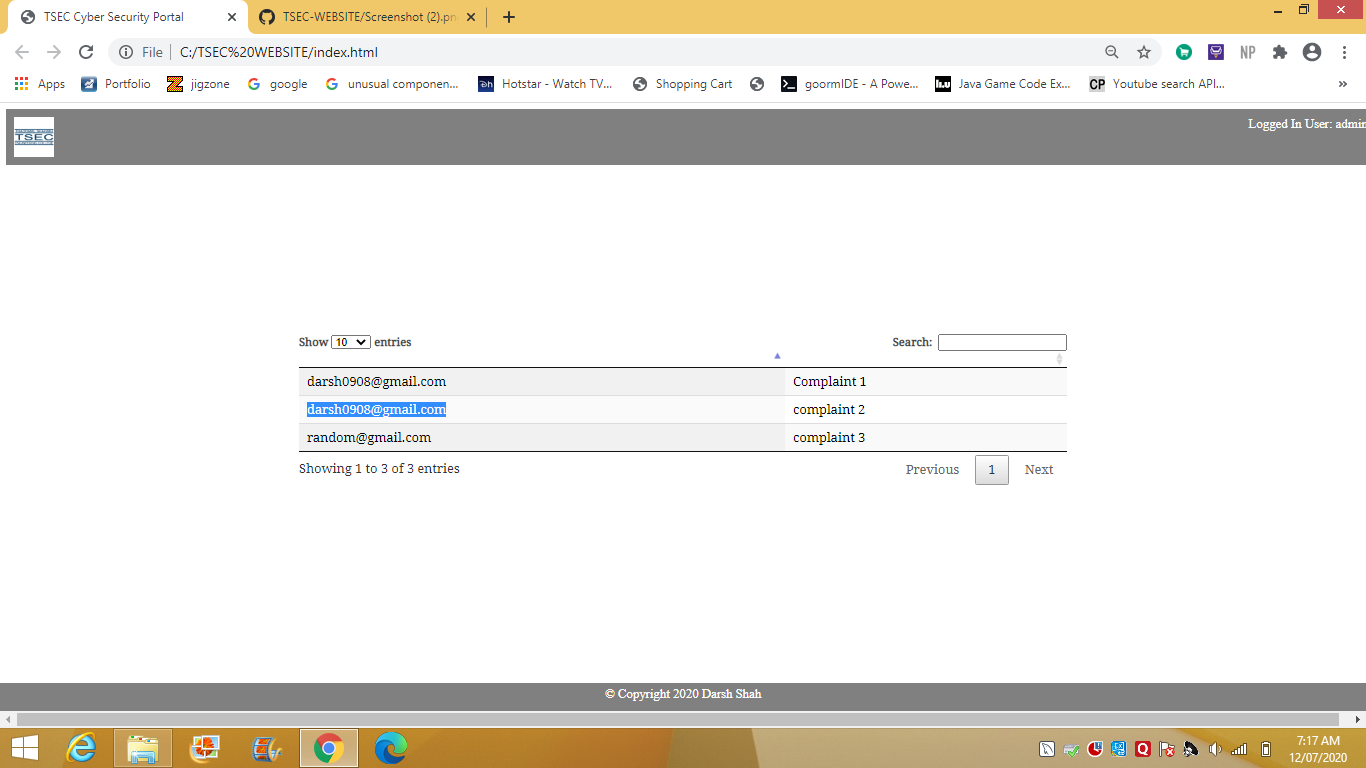 TSEC Cyber Security Portal
TSEC-WEBSITE/Screenshot (2).pn
File
C:/TSEC%20WEBSITE/index.html
NP
Apps
Portfolio
jigzone
google
unusual componen...
Hotstar - Watch TV...
Shopping Cart
goormIDE - A Powe...
Java Game Code Ex...
CP
Youtube search API...
»
TSEC
Logged In User: admin
Show 10 entries
Search:
darsh0908@gmail.com Complaint 1
darsh0908@gmail.com complaint 2
random@gmail.com complaint 3
Showing 1 to 3 of 3 entries
Previous 1 Next
© Copyright 2020 Darsh Shah
7:17 AM
12/07/2020